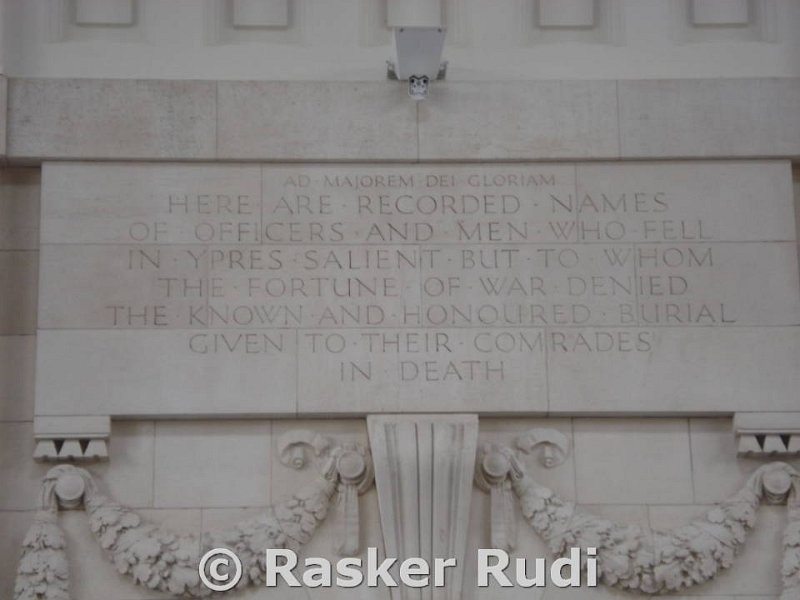 AD · MAJOREM · DEI · GLORIAM
HERE · ARE · RECORDED · NAMES
OF · OFFICERS · AND · MEN · WHO · FELL
IN · YPRES · SALIENT · BUT · TO · WHOM
THE · FORTUNE · OF · WAR · DENIED
THE · KNOWN · AND · HONOURED · BURIAL
GIVEN · TO · THEIR · COMRADES
IN · DEATH
© Rasker Rudi